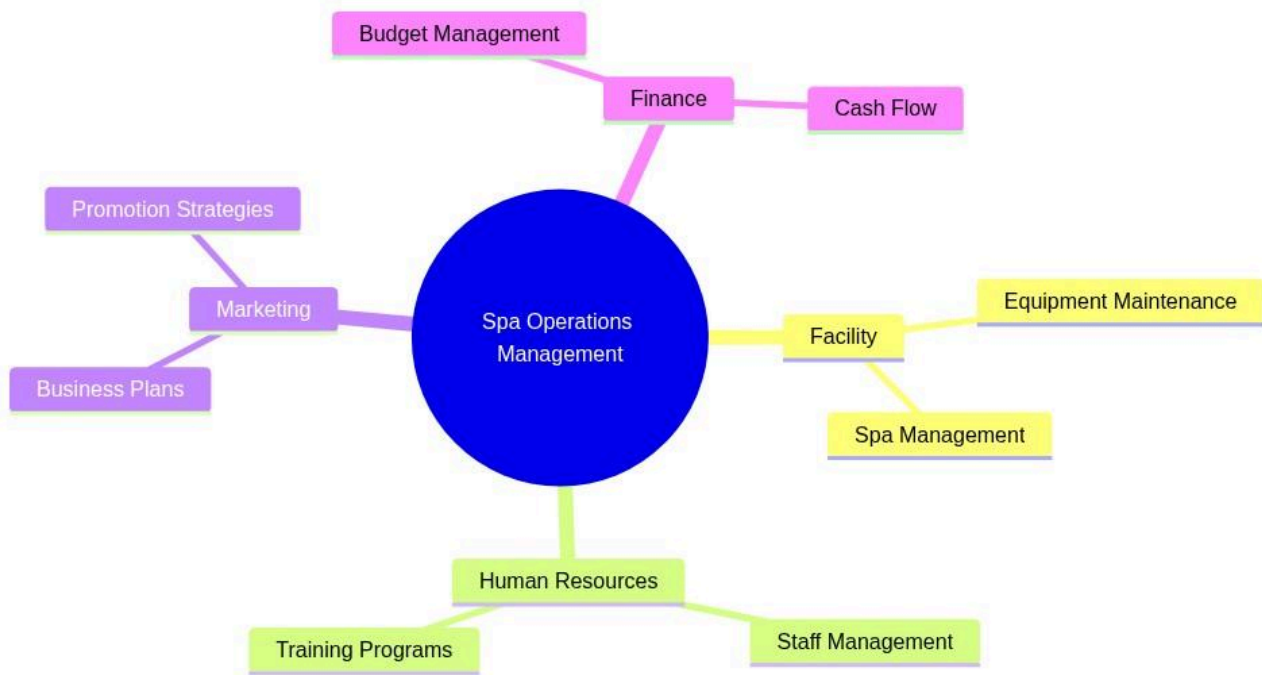 Budget Management
Finance
Cash Flow
Promotion Strategies
Marketing
Business Plans
Spa Operations
Management
Equipment Maintenance
Facility
Spa Management
Human Resources
Training Programs
Staff Management